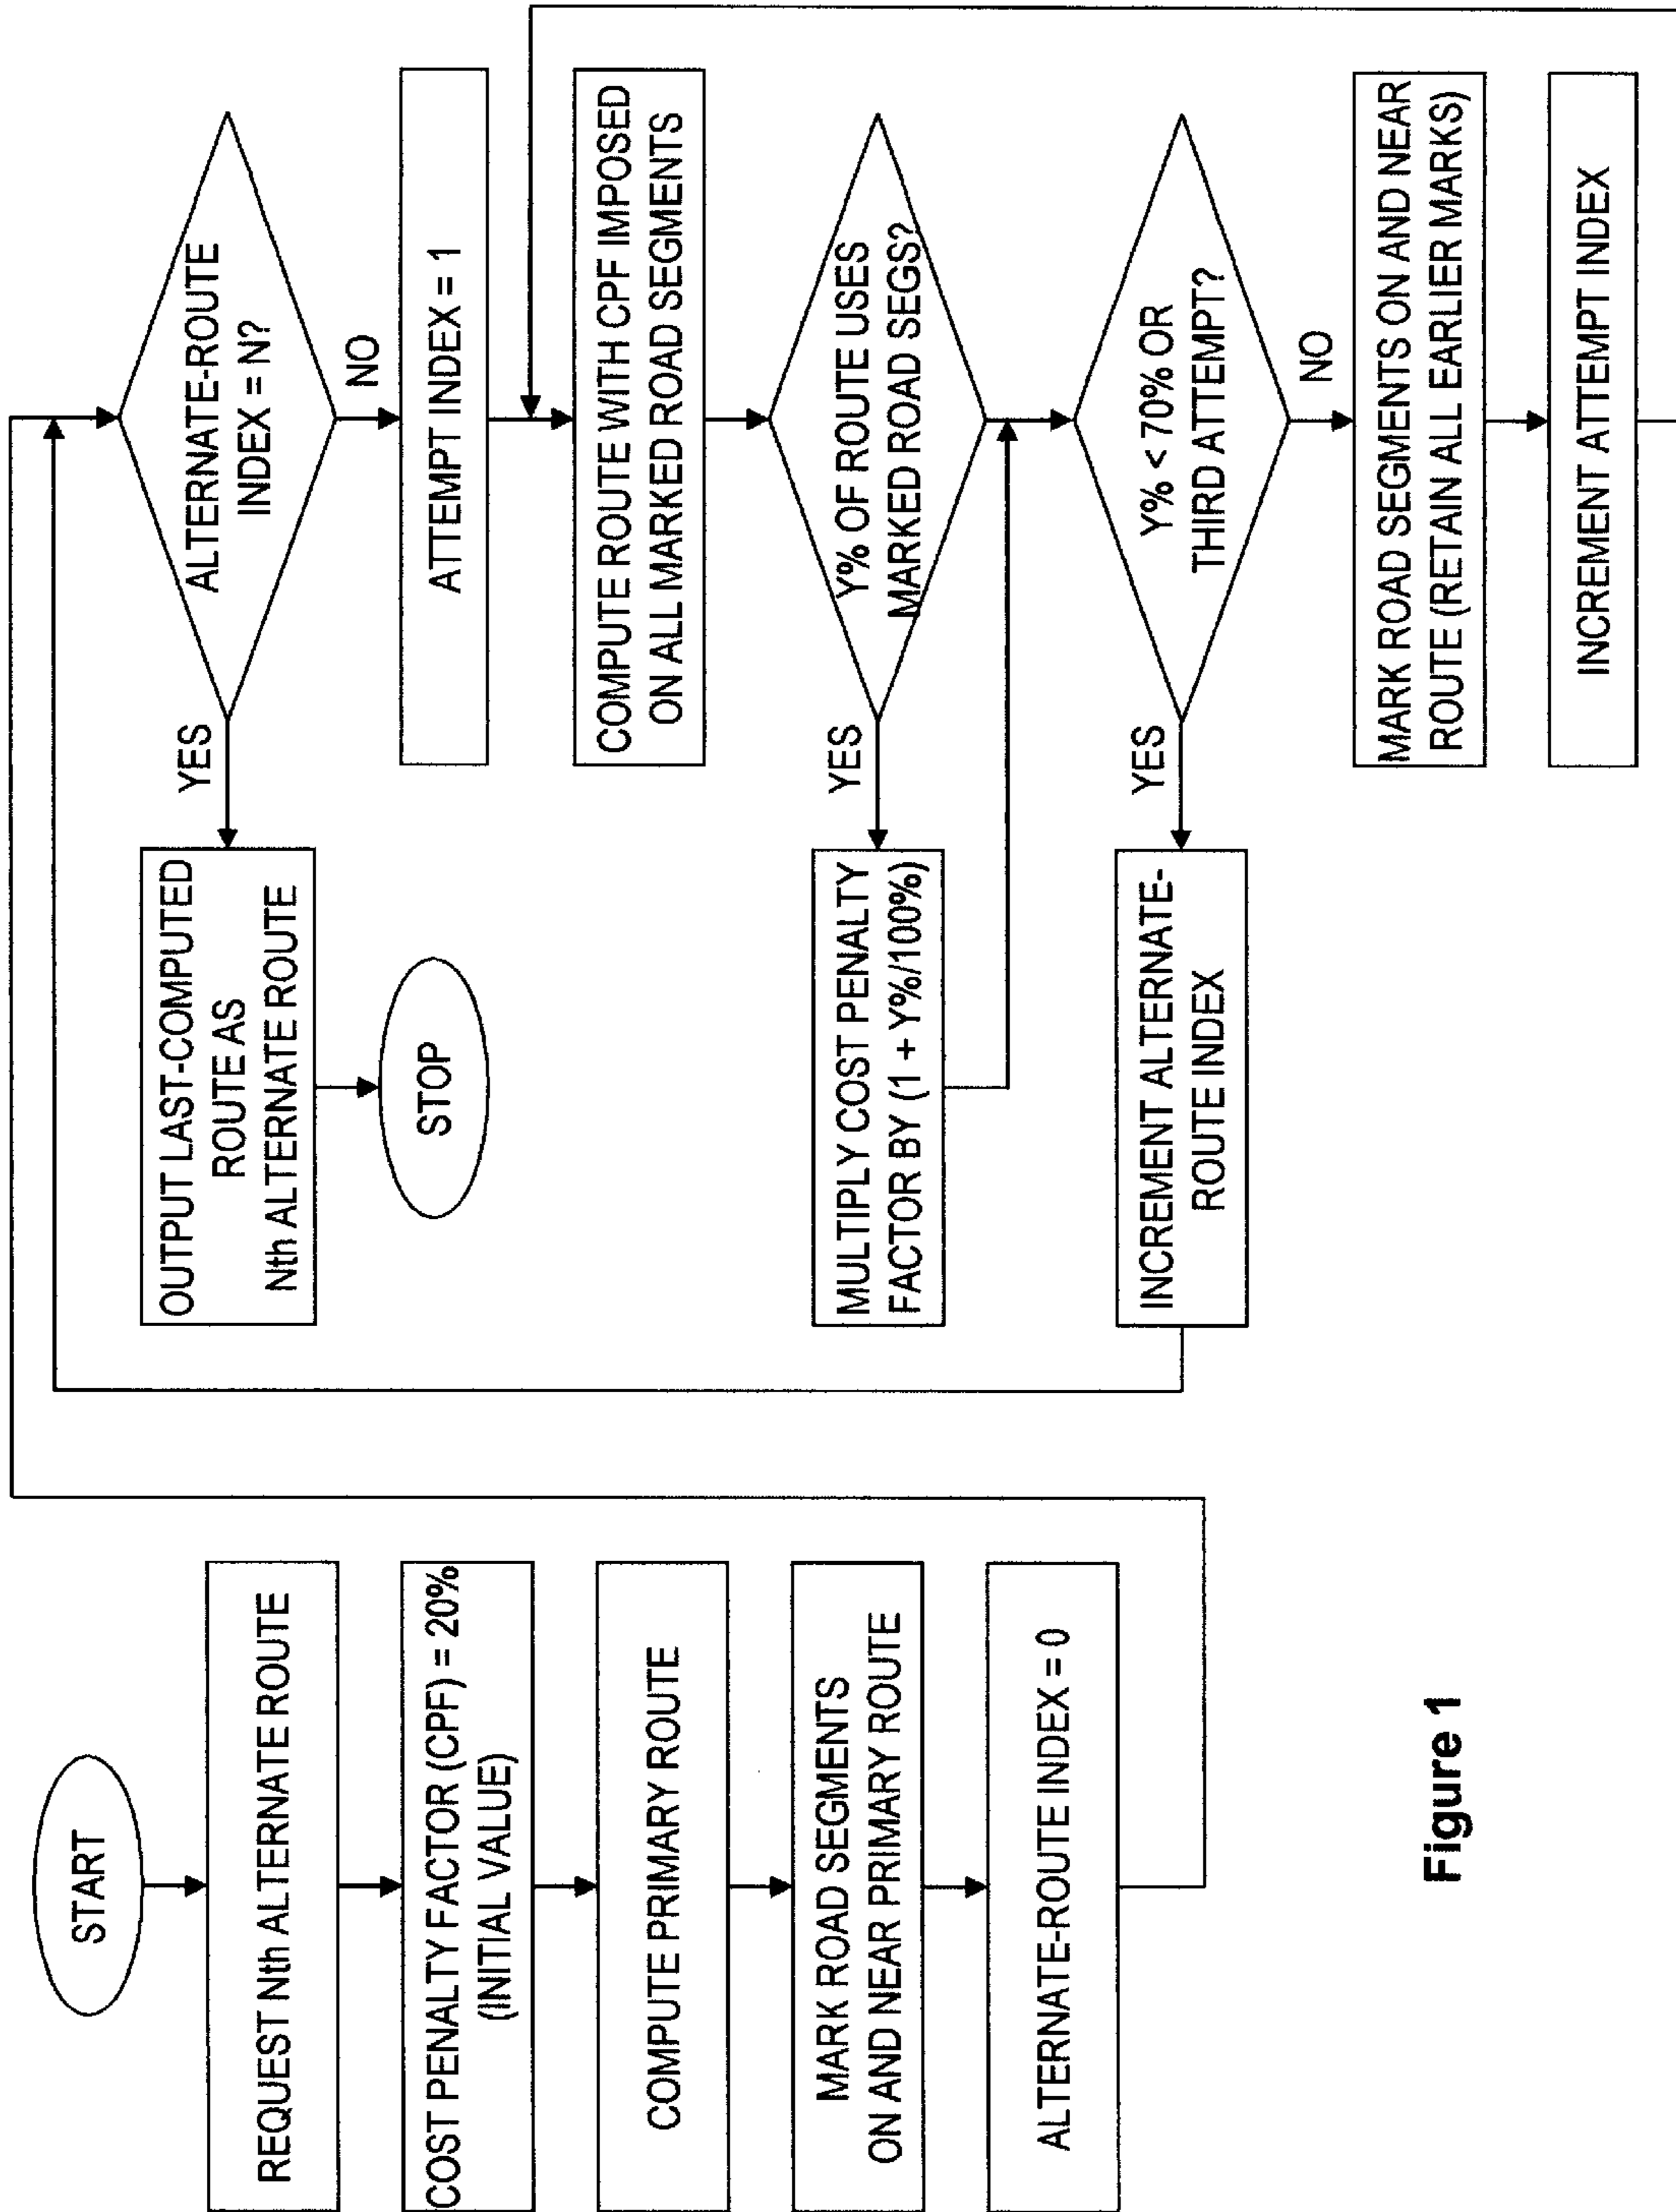 START
REQUEST Nth ALTERNATE ROUTE
COST PENALTY FACTOR (CPF) = 20%
(INITIAL VALUE)
COMPUTE PRIMARY ROUTE
MARK ROAD SEGMENTS
ON AND NEAR PRIMARY ROUTE
ALTERNATE-ROUTE INDEX = 0
ALTERNATE-ROUTE
INDEX = N?
YES
OUTPUT LAST-COMPUTED
ROUTE AS
Nth ALTERNATE ROUTE
STOP
NO
ATTEMPT INDEX = 1
COMPUTE ROUTE WITH CPF IMPOSED
ON ALL MARKED ROAD SEGMENTS
Y% OF ROUTE USES
MARKED ROAD SEGS?
YES
MULTIPLY COST PENALTY
FACTOR BY (1 + Y%/100%)
Y% < 70% OR
THIRD ATTEMPT?
YES
INCREMENT ALTERNATE-
ROUTE INDEX
NO
MARK ROAD SEGMENTS ON AND NEAR
ROUTE (RETAIN ALL EARLIER MARKS)
INCREMENT ATTEMPT INDEX
Figure 1